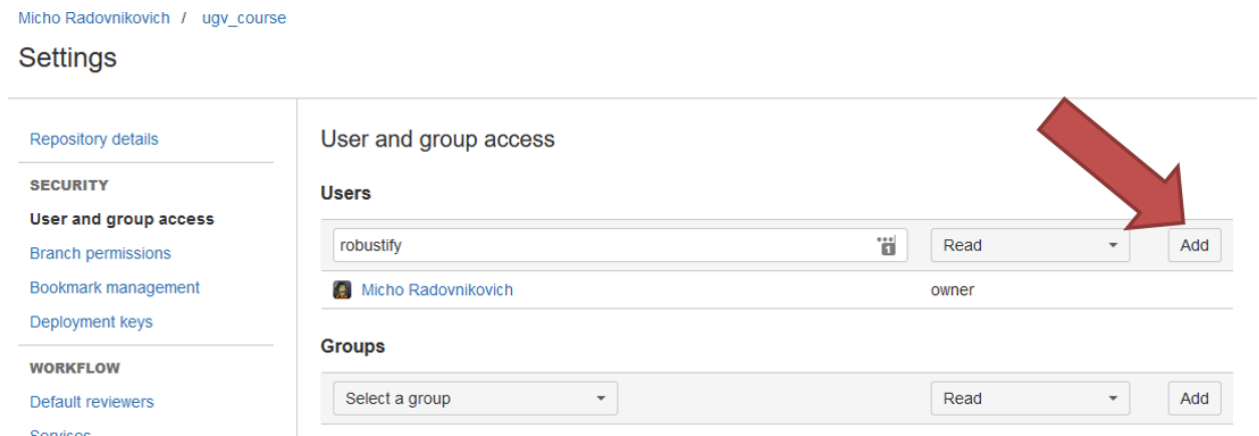 Micho Radovnikovich / ugv_course
Settings
Repository details
SECURITY
User and group access
Branch permissions
Bookmark management
Deployment keys
WORKFLOW
Default reviewers
Services
User and group access
Users
robustify Read Add
Micho Radovnikovich owner
Groups
Select a group Read Add